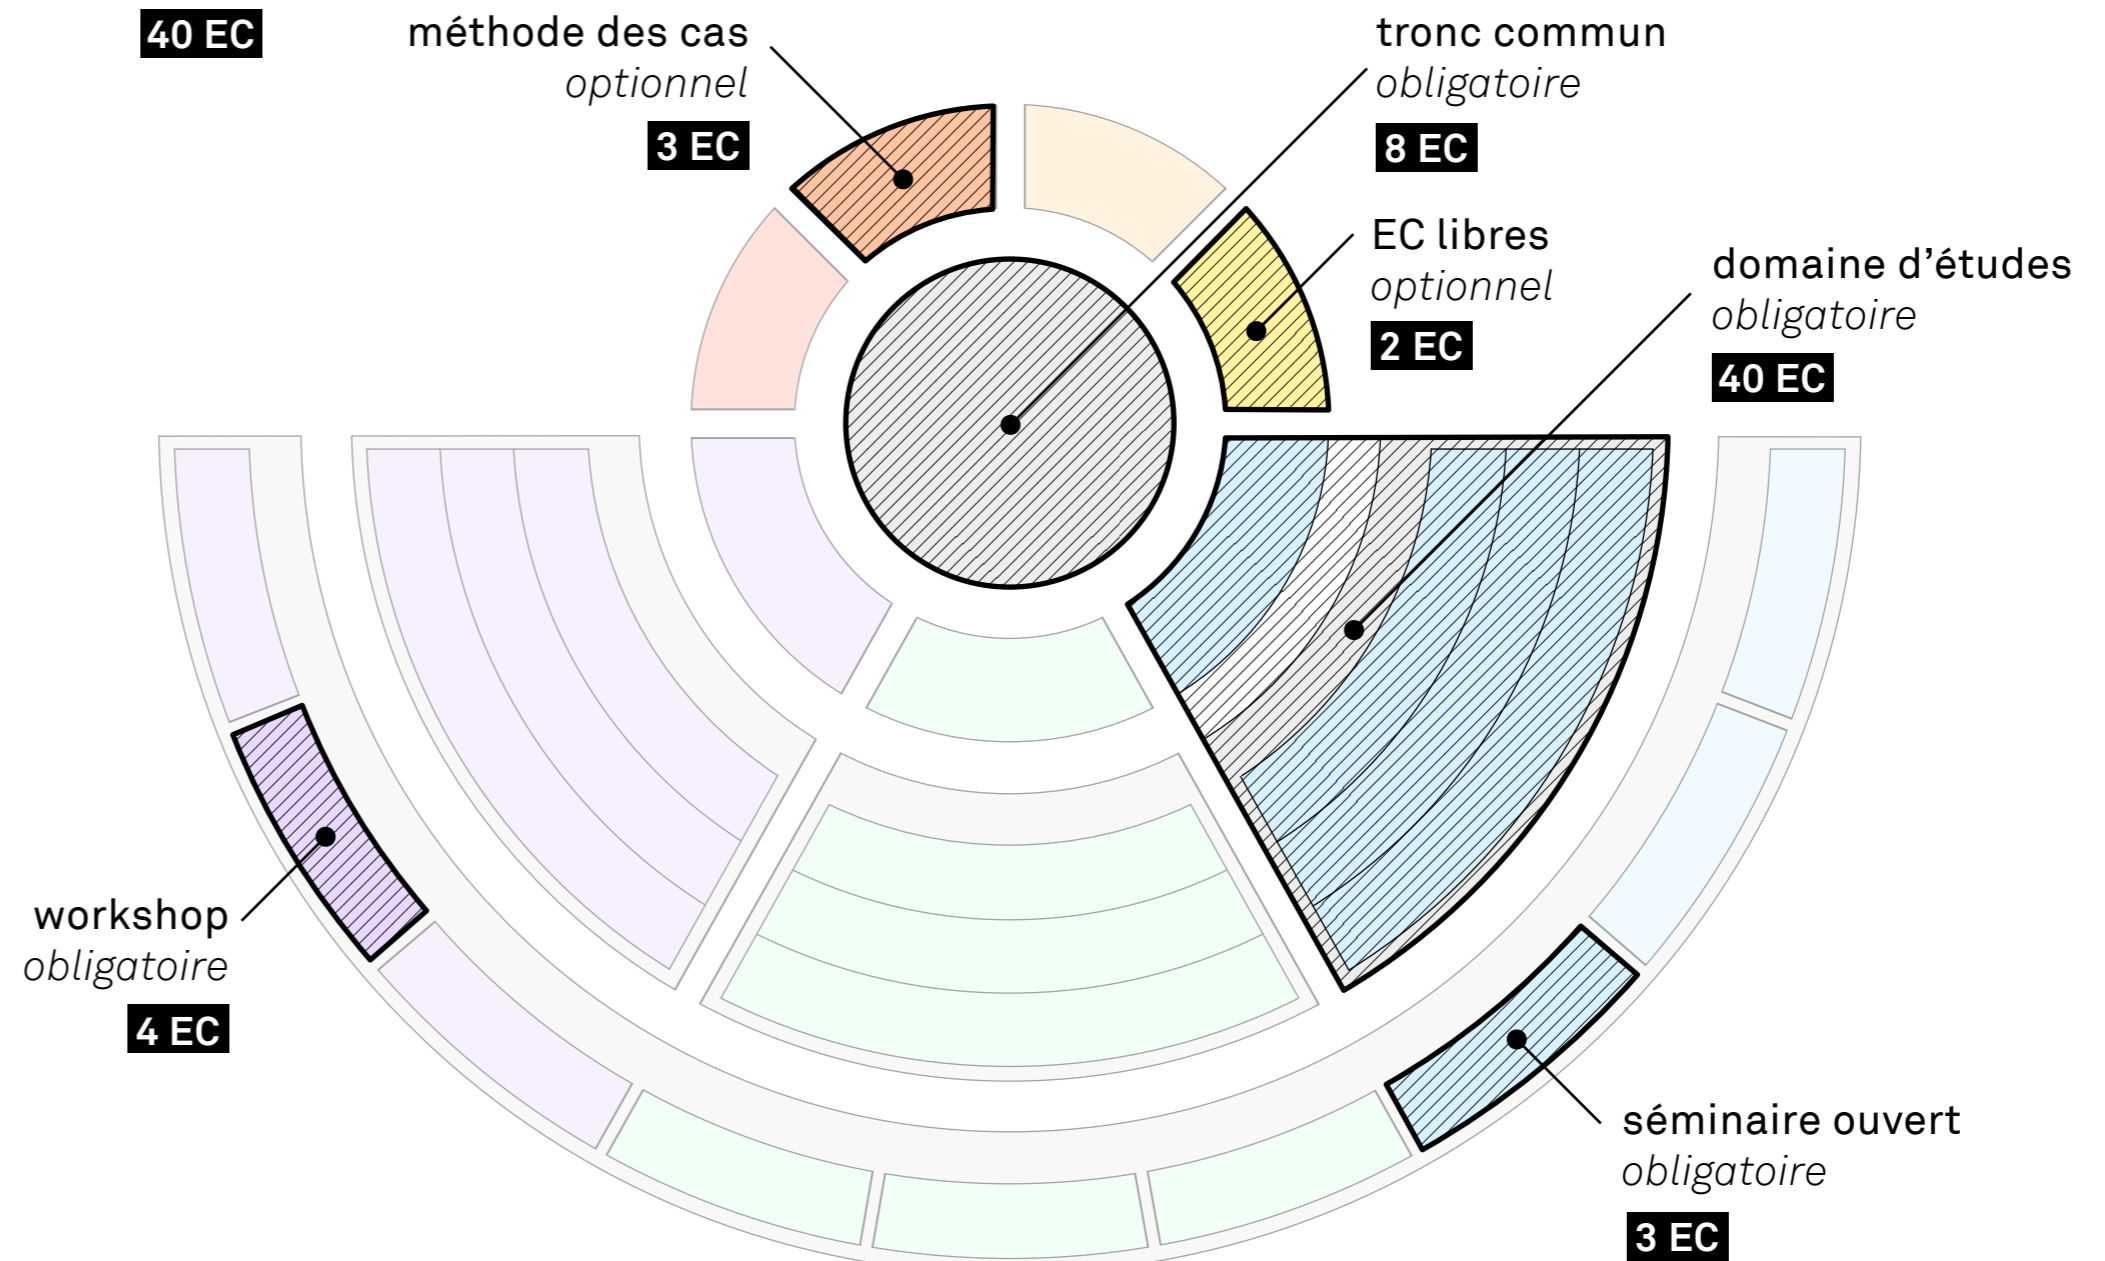 40 EC
méthode des cas
optionnel
3 EC
tronc commun
obligatoire
8 EC
EC libres
optionnel
2 EC
domaine d’études
obligatoire
40 EC
workshop
obligatoire
4 EC
séminaire ouvert
obligatoire
3 EC